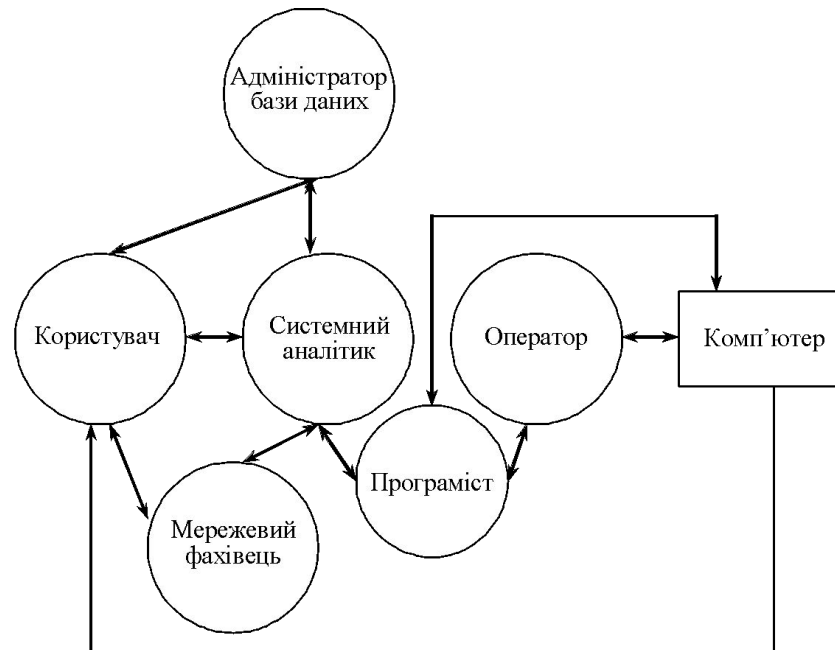 Адміністратор
бази даних
Користувач
Системний
аналітик
Оператор
Комп’ютер
Програміст
Мережевий
фахівець